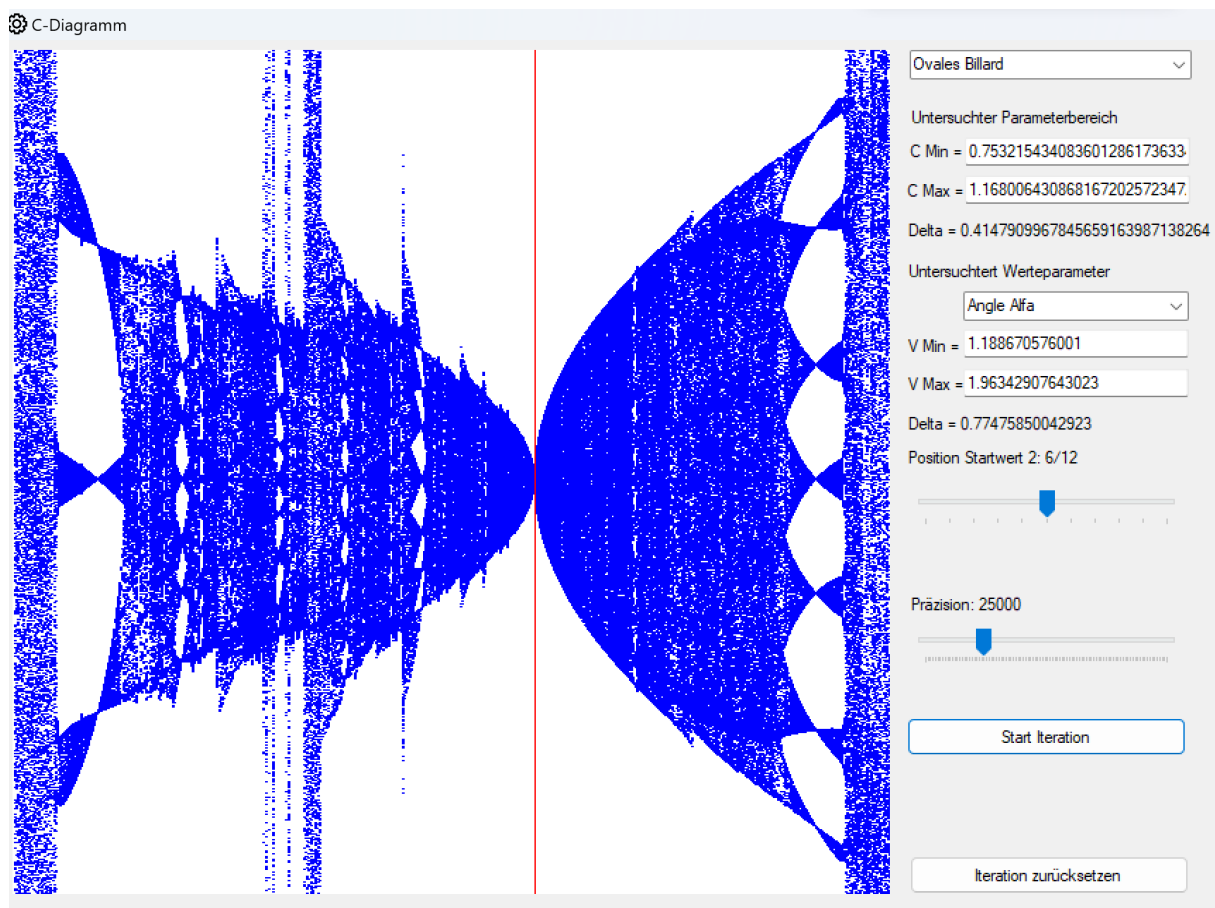 C-Diagramm
Ovales Billard
Untersuchter Parameterbereich
C Min = 0.753215434083601286173633
C Max = 1.168006430868167202572347
Delta = 0.4147909967845659163987138264
Untersuchtert Werteparameter
Angle Alfa
V Min = 1.188670576001
V Max = 1.96342907643023
Delta = 0.77475850042923
Position Startwert 2: 6/12
Präzision: 25000
Start Iteration
Iteration zurücksetzen